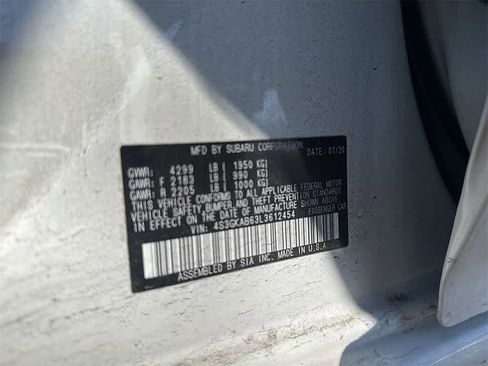 MFD BY SUBARU CORPORATION DATE: 07/20
GVWR: 4299 LB ( 1950 KG)
GAWR: F 2183 LB ( 990 KG)
GAWR: R 2205 LB ( 1000 KG)
THIS VEHICLE CONFORMS TO ALL APPLICABLE FEDERAL MOTOR
VEHICLE SAFETY, BUMPER, AND THEFT PREVENTION STANDARDS
IN EFFECT ON THE DATE OF MANUFACTURE SHOWN ABOVE
VIN: 4S3GKAB63L3612454 PASSENGER CAR
ASSEMBLED BY SIA INC. MADE IN U.S.A.